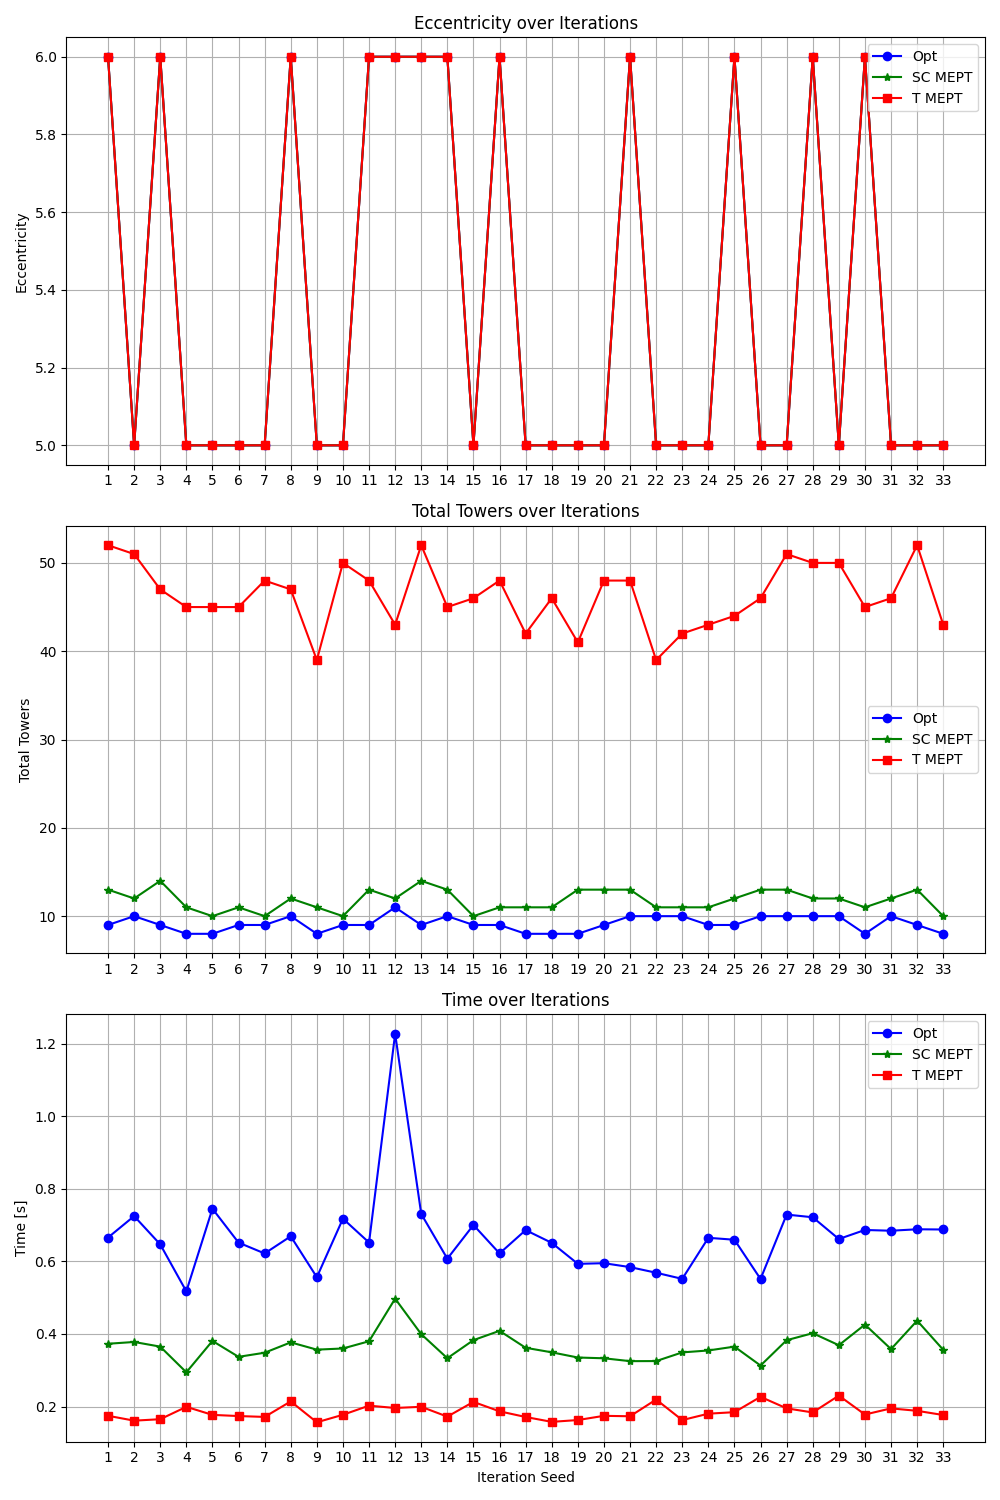 Eccentricity over Iterations
Eccentricity
6.0
5.8
5.6
5.4
5.2
5.0
Opt
SC MEPT
T MEPT
1 2 3 4 5 6 7 8 9 10 11 12 13 14 15 16 17 18 19 20 21 22 23 24 25 26 27 28 29 30 31 32 33
Total Towers over Iterations
Total Towers
50
40
30
20
10
Opt
SC MEPT
T MEPT
1 2 3 4 5 6 7 8 9 10 11 12 13 14 15 16 17 18 19 20 21 22 23 24 25 26 27 28 29 30 31 32 33
Time over Iterations
Time [s]
1.2
1.0
0.8
0.6
0.4
0.2
Opt
SC MEPT
T MEPT
1 2 3 4 5 6 7 8 9 10 11 12 13 14 15 16 17 18 19 20 21 22 23 24 25 26 27 28 29 30 31 32 33
Iteration Seed